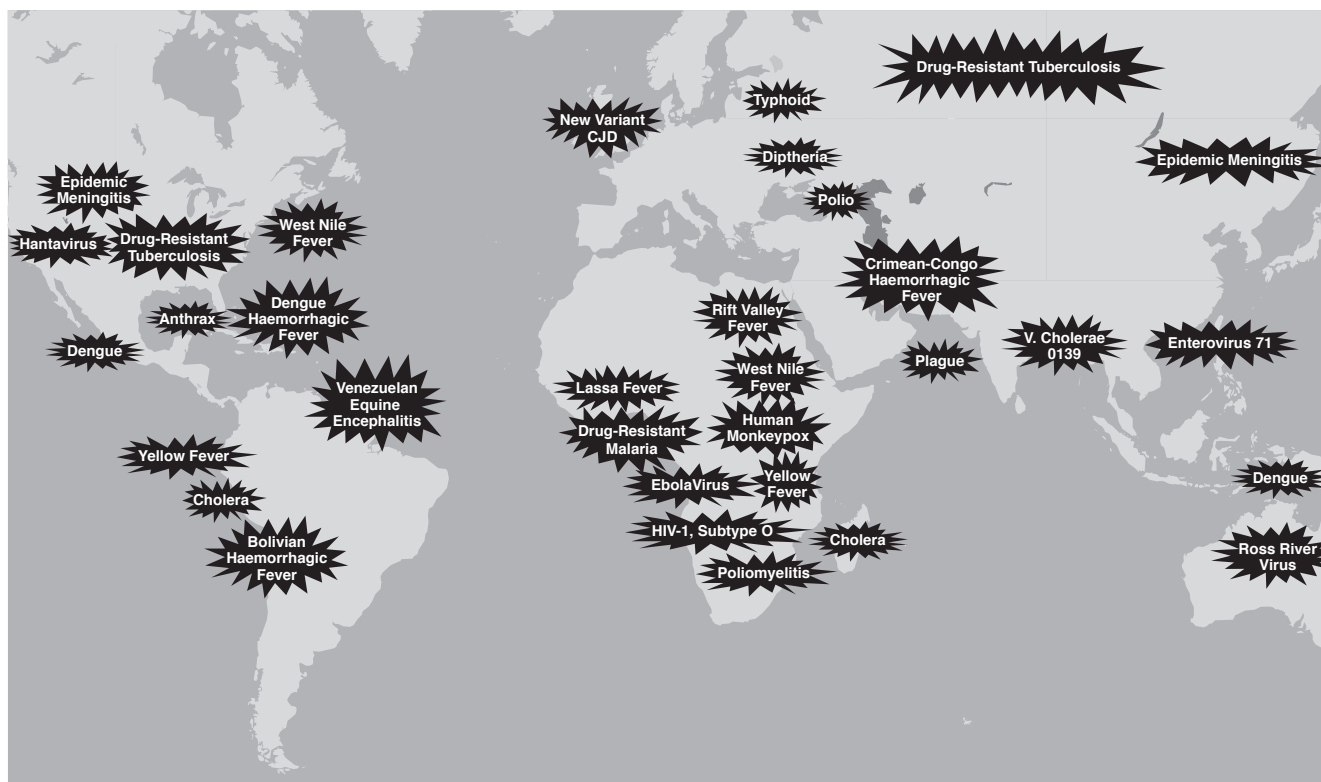 Drug-Resistant Tuberculosis
Typhoid
New Variant
CJD
Diptheria
Epidemic Meningitis
Epidemic
Meningitis
Polio
Hantavirus
Drug-Resistant
Tuberculosis
West Nile
Fever
Crimean-Congo
Haemorrhagic
Fever
Anthrax
Dengue
Haemorrhagic
Fever
Rift Valley
Fever
Dengue
Plague
V. Cholerae
0139
Enterovirus 71
Venezuelan
Equine
Encephalitis
Lassa Fever
West Nile
Fever
Drug-Resistant
Malaria
Human
Monkeypox
Yellow Fever
EbolaVirus
Yellow
Fever
Dengue
Cholera
HIV-1, Subtype O
Cholera
Bolivian
Haemorrhagic
Fever
Poliomyelitis
Ross River
Virus